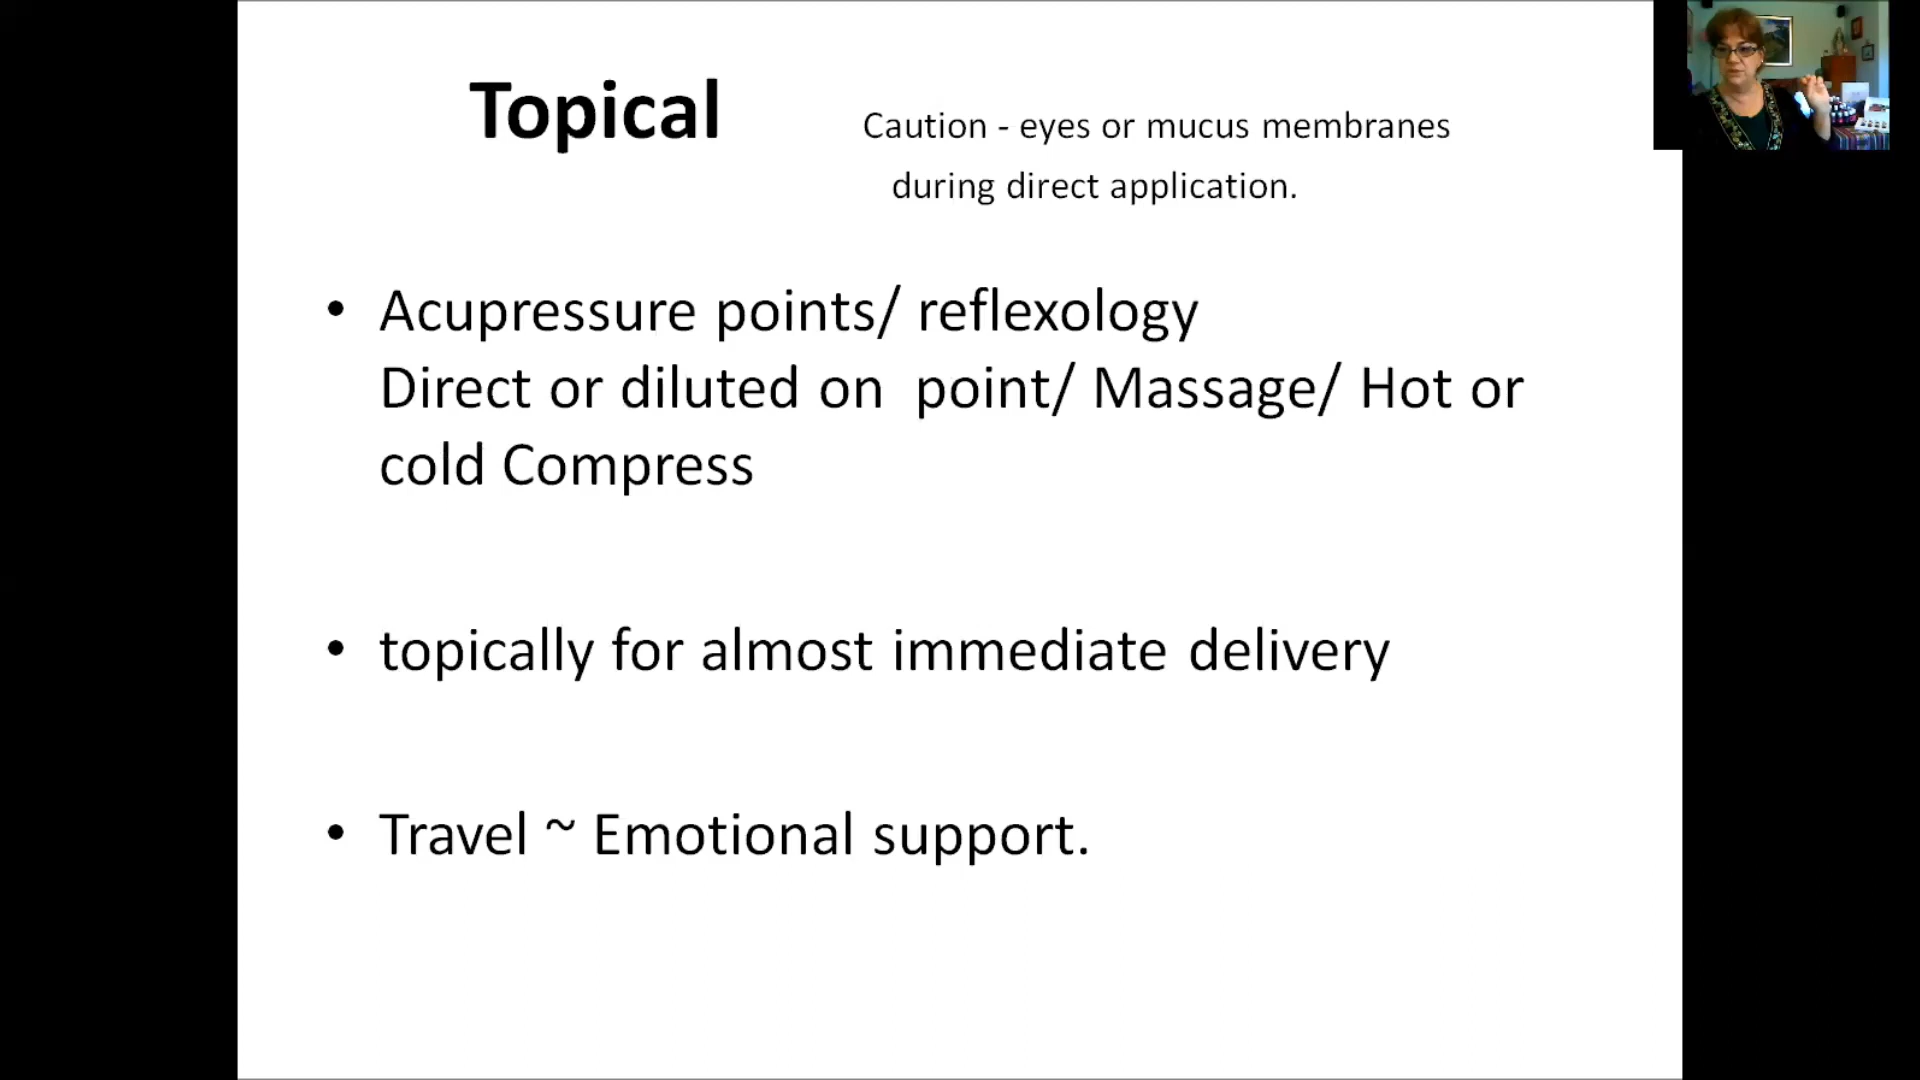 Topical
Caution - eyes or mucus membranes
during direct application.
• Acupressure points/ reflexology
Direct or diluted on point/ Massage/ Hot or
cold Compress
• topically for almost immediate delivery
• Travel ~ Emotional support.